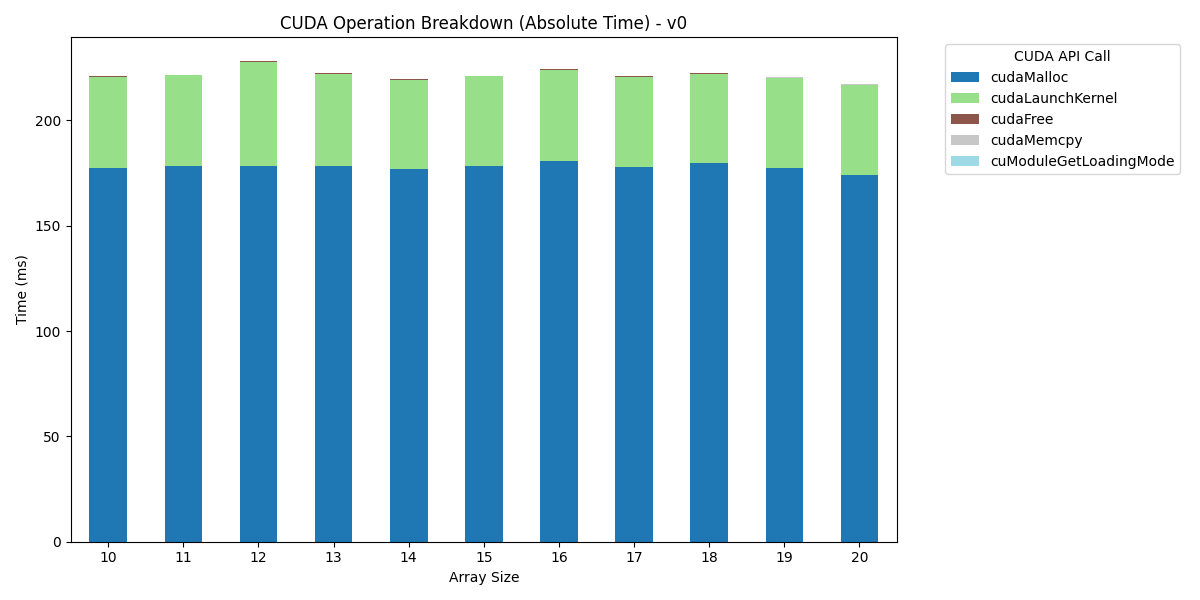 CUDA Operation Breakdown (Absolute Time) - v0
CUDA API Call
cudaMalloc
cudaLaunchKernel
cudaFree
cudaMemcpy
cuModuleGetLoadingMode
Time (ms)
200
150
100
50
0
10 11 12 13 14 15 16 17 18 19 20
Array Size